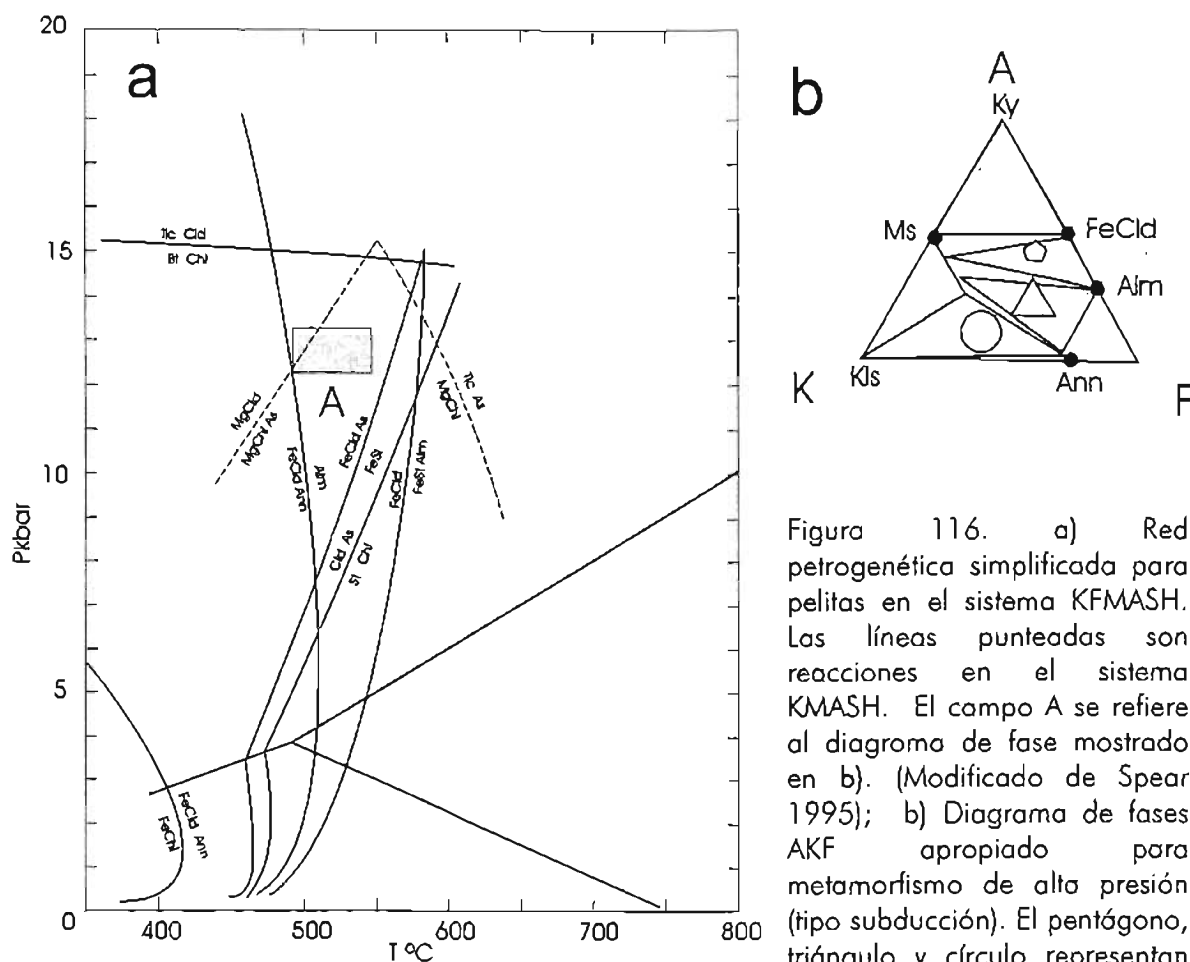 20
15
10
5
0
Pkbar
400
500
600
700
800
T °C
a
Tlc Cld
Bt Chl
MgCld
MgChl As
A
FeCld Ann
Alm
FeCld As
FeSt
Cld As
St Chl
FeCld
FeSt Alm
Tlc As
MgChl
FeChl
FeCld Ann
b
A
Ky
Ms
FeCld
Alm
K
Kfs
Ann
F
Figura 116. a) Red
petrogenética simplificada para
pelitas en el sistema KFMASH.
Las líneas punteadas son
reacciones en el sistema
KMASH. El campo A se refiere
al diagrama de fase mostrado
en b). (Modificado de Spear
1995); b) Diagrama de fases
AKF apropiado para
metamorfismo de alta presión
(tipo subducción). El pentágono,
triángulo y círculo representan